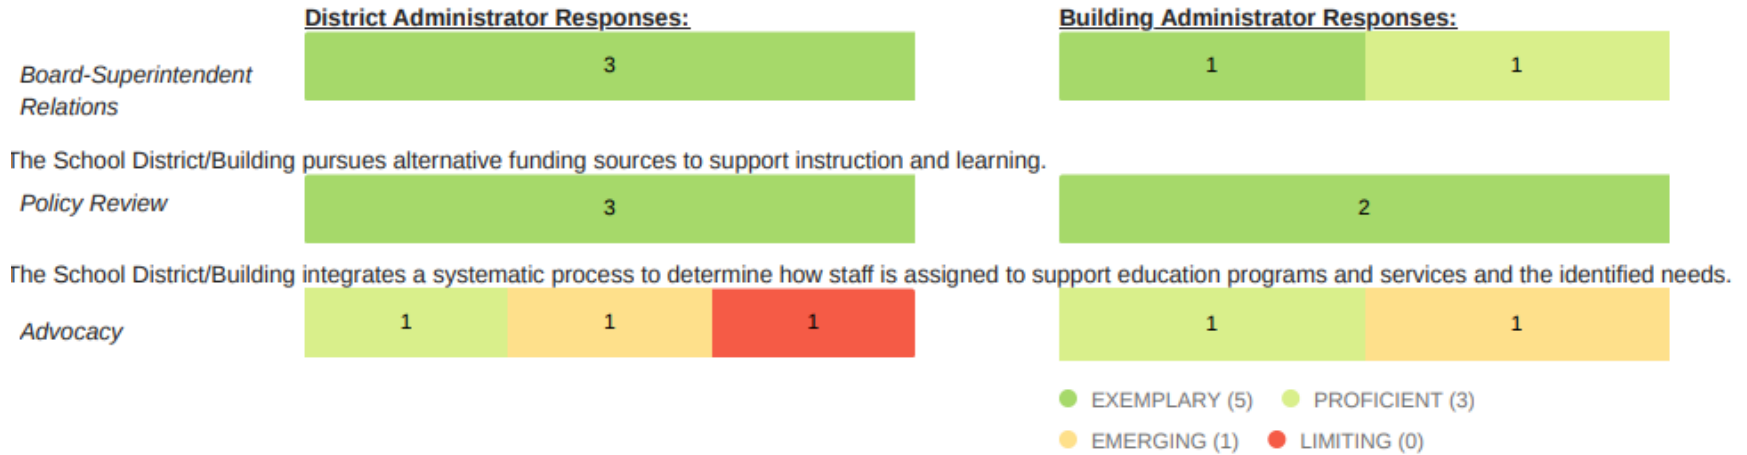 District Administrator Responses: Building Administrator Responses:
3 1 1
Board-Superintendent
Relations
The School District/Building pursues alternative funding sources to support instruction and learning.
Policy Review 3 2
The School District/Building integrates a systematic process to determine how staff is assigned to support education programs and services and the identified needs.
Advocacy 1 1 1 1 1
EXEMPLARY (5) PROFICIENT (3)
EMERGING (1) LIMITING (0)